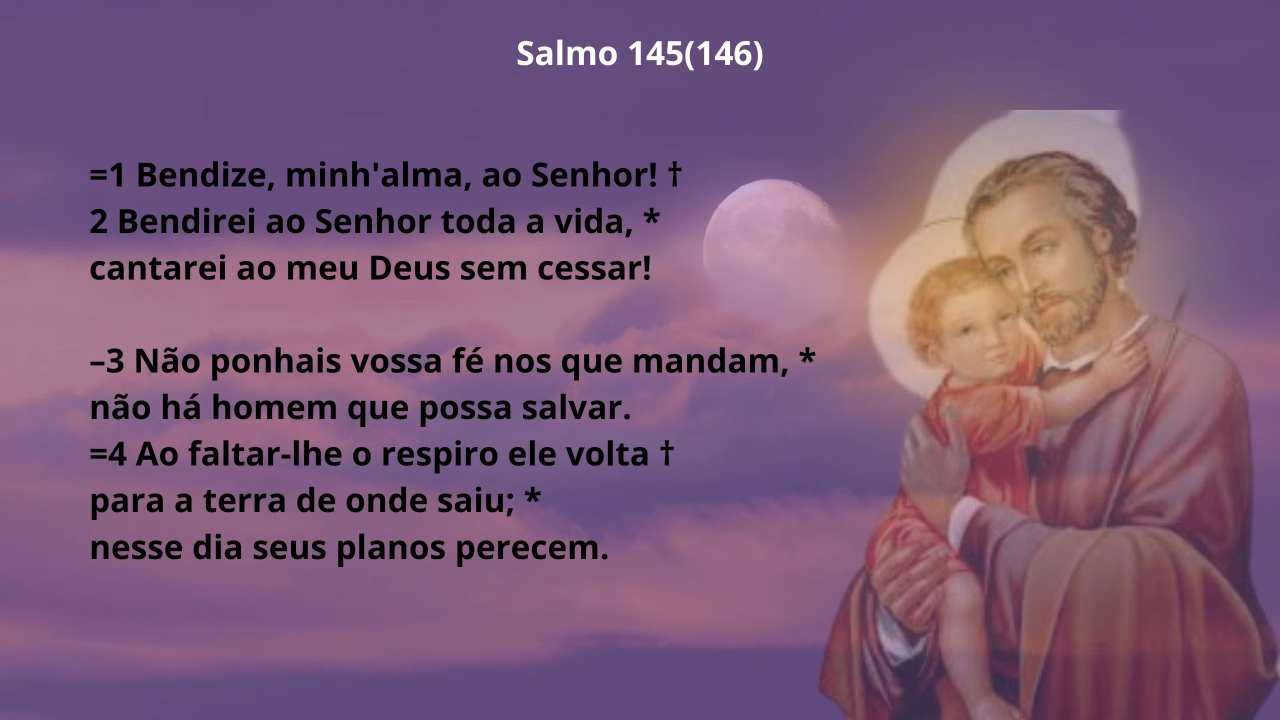 Salmo 145(146)
=1 Bendize, minh'alma, ao Senhor! †
2 Bendirei ao Senhor toda a vida, *
cantarei ao meu Deus sem cessar!
–3 Não ponhais vossa fé nos que mandam, *
não há homem que possa salvar.
=4 Ao faltar-lhe o respiro ele volta †
para a terra de onde saiu; *
nesse dia seus planos perecem.